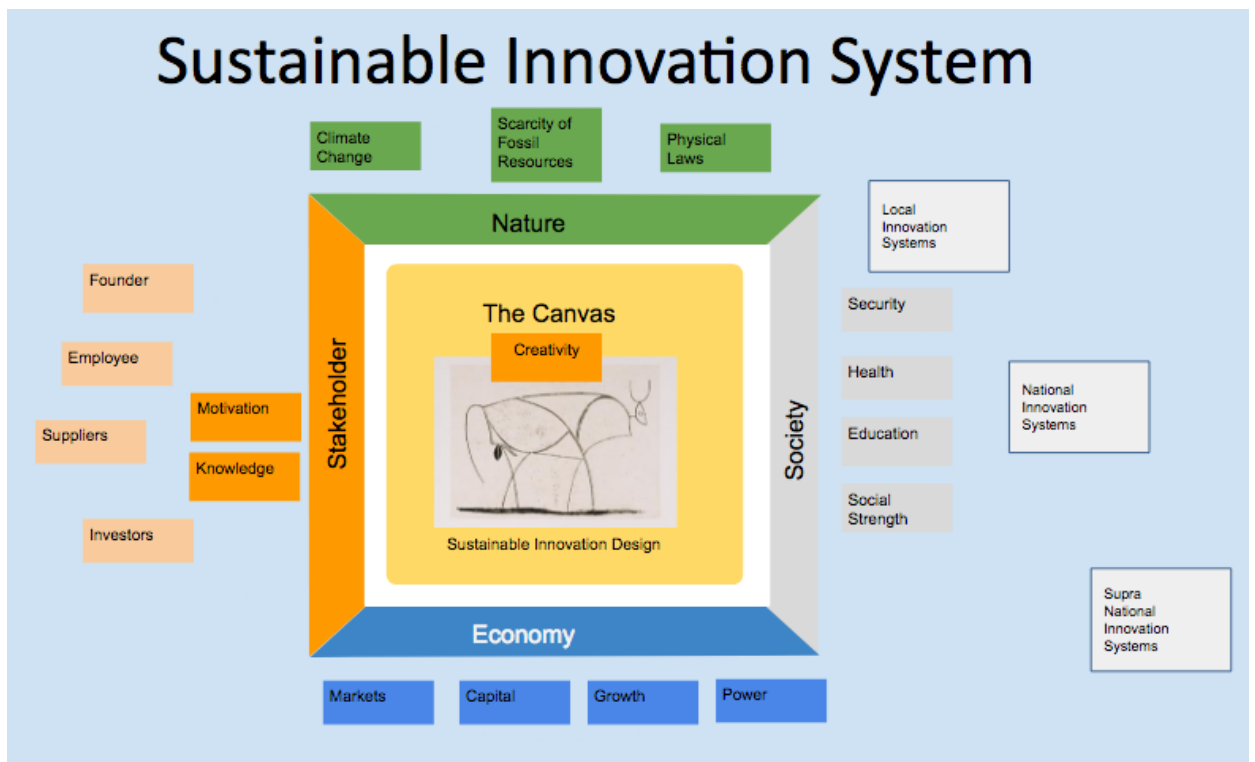 Sustainable Innovation System
Climate
Change
Scarcity of
Fossil
Resources
Physical
Laws
Nature
Local
Innovation
Systems
Founder
Employee
Suppliers
Investors
Motivation
Knowledge
Stakeholder
The Canvas
Creativity
Sustainable Innovation Design
Society
Security
Health
Education
Social
Strength
National
Innovation
Systems
Supra
National
Innovation
Systems
Economy
Markets
Capital
Growth
Power